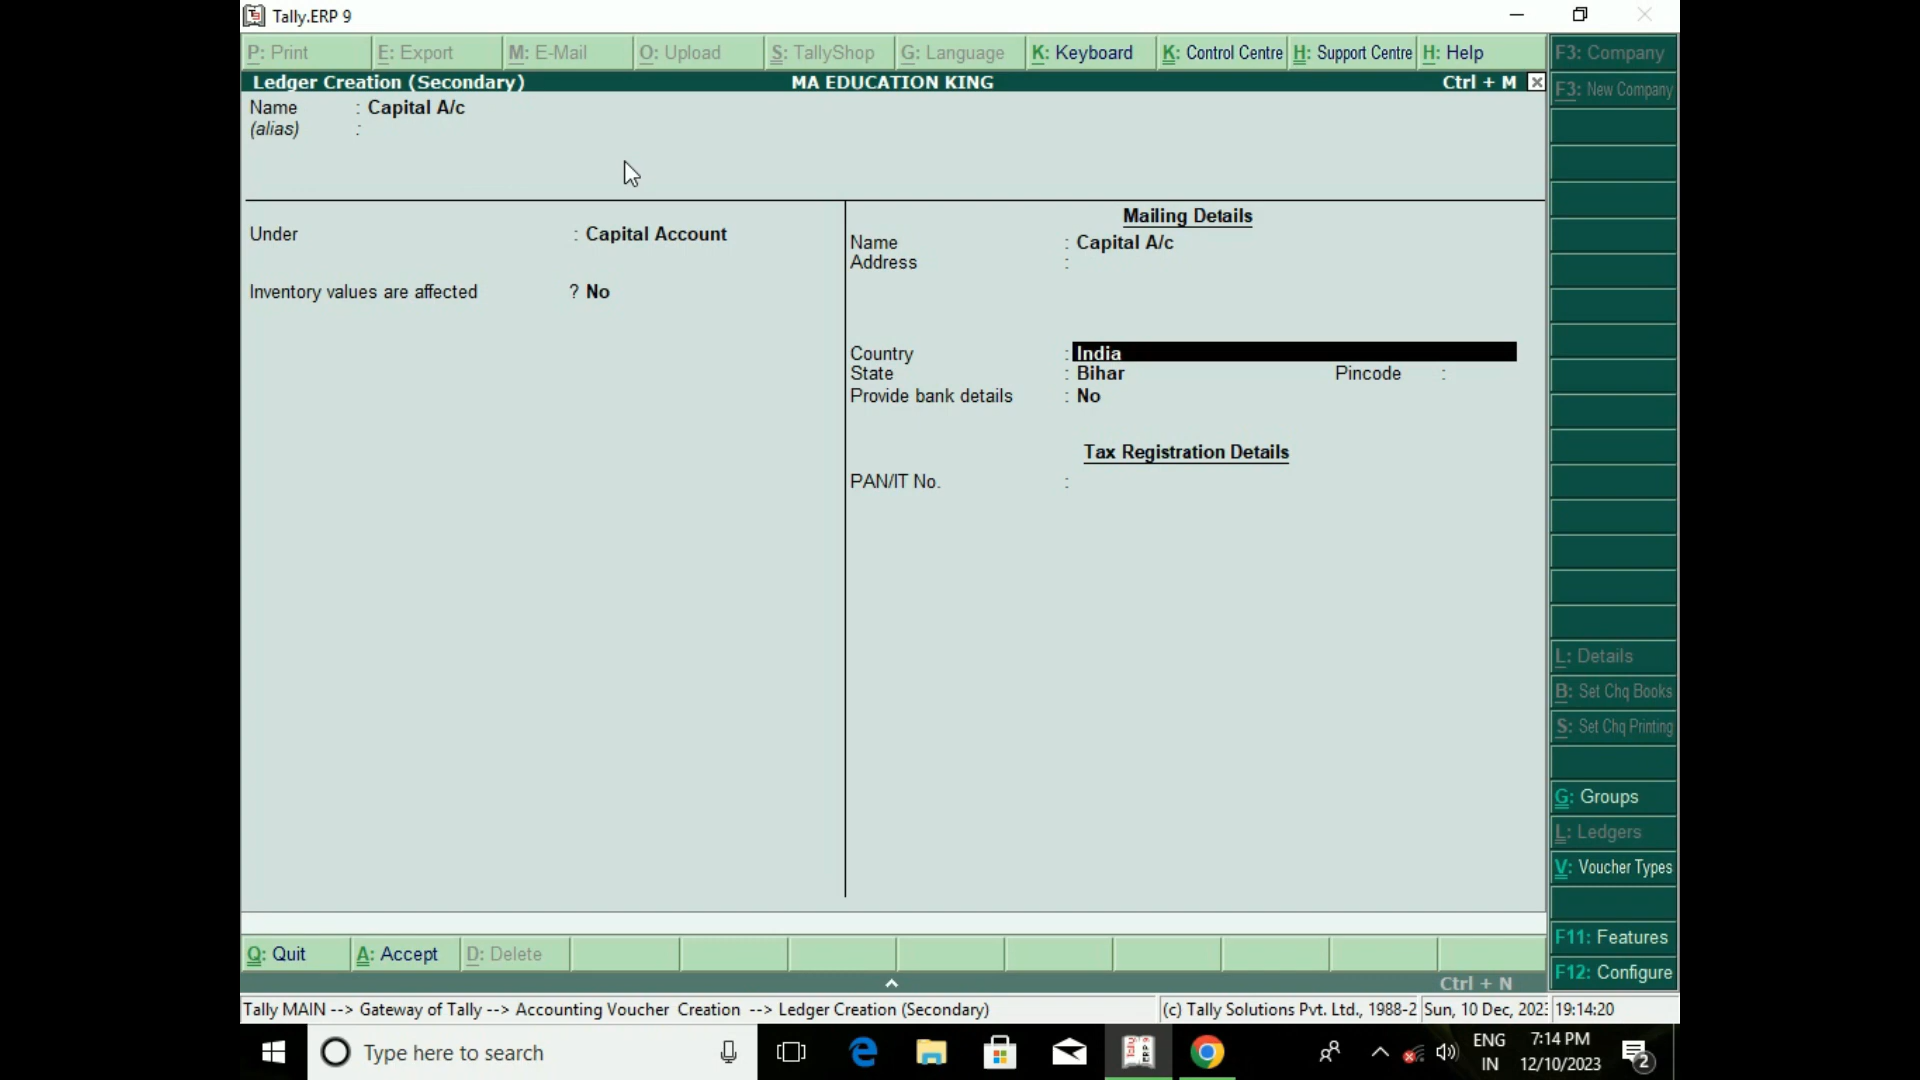 Tally.ERP 9
P: Print E: Export M: E-Mail O: Upload S: TallyShop G: Language K: Keyboard K: Control Centre H: Support Centre H: Help
F3: Company
Ledger Creation (Secondary) MA EDUCATION KING Ctrl + M
F3: New Company
Name : Capital A/c
(alias) :
Under : Capital Account
Inventory values are affected ? No
Mailing Details
Name : Capital A/c
Address :
Country : India
State : Bihar Pincode :
Provide bank details : No
Tax Registration Details
PAN/IT No. :
L: Details
B: Set Chq Books
S: Set Chq Printing
G: Groups
L: Ledgers
V: Voucher Types
F11: Features
F12: Configure
Q: Quit A: Accept D: Delete
Ctrl + N
Tally MAIN --> Gateway of Tally --> Accounting Voucher Creation --> Ledger Creation (Secondary) (c) Tally Solutions Pvt. Ltd., 1988-2 Sun, 10 Dec, 2023 19:14:20
Type here to search
ENG
IN
7:14 PM
12/10/2023
2